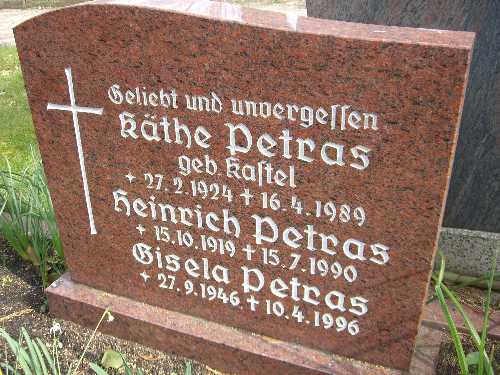 Geliebt und unvergessen
Käthe Petras
geb. Kastel
+ 27. 2. 1924 + 16. 4. 1989
Heinrich Petras
+ 15. 10. 1919 + 15. 7. 1990
Gisela Petras
+ 27. 9. 1946 + 10. 4. 1996